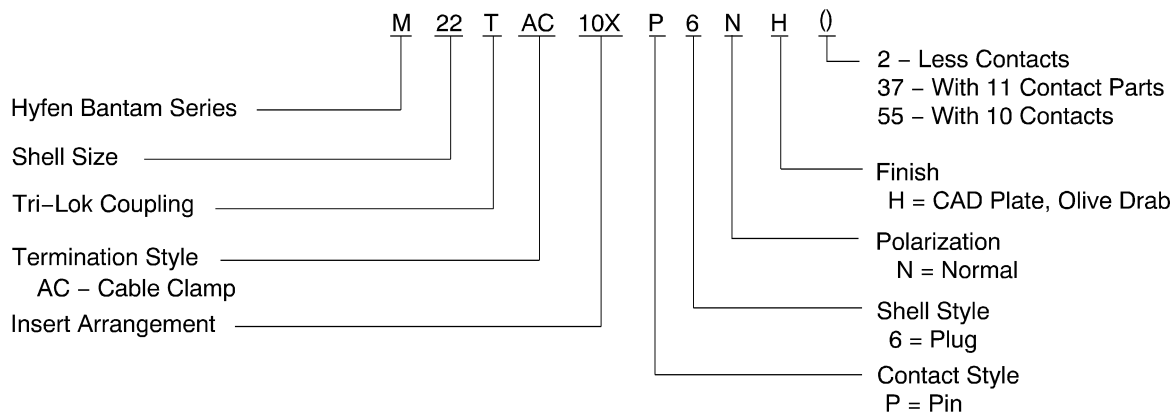 M 22 T AC 10X P 6 N H ()
2 – Less Contacts
37 – With 11 Contact Parts
55 – With 10 Contacts
Hyfen Bantam Series
Shell Size
Tri–Lok Coupling
Termination Style
AC – Cable Clamp
Insert Arrangement
Finish
H = CAD Plate, Olive Drab
Polarization
N = Normal
Shell Style
6 = Plug
Contact Style
P = Pin